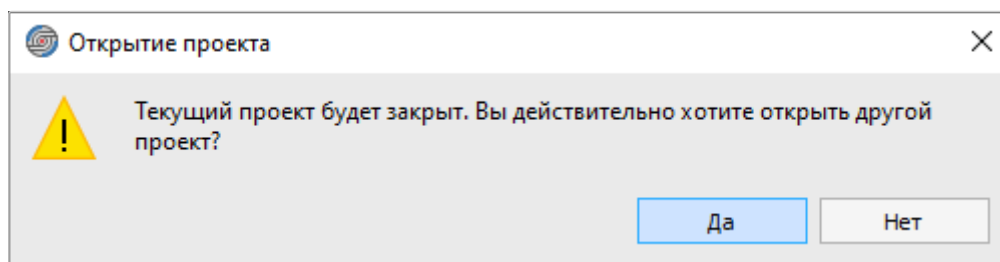 Открытие проекта
Текущий проект будет закрыт. Вы действительно хотите открыть другой
проект?
Да
Нет